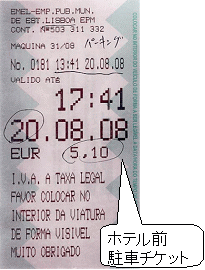 EMEL-EMP.PUB.MUN.
DE EST.LISBOA EPM
CONT. Nº503 311 332
MAQUINA 31/08 パーキング
No. 0181 13:41 20.08.08
VALIDO ATÉ
17:41
20.08.08
EUR 5,10
I.V.A. A TAXA LEGAL
FAVOR COLOCAR NO
INTERIOR DA VIATURA
DE FORMA VISIVEL
MUITO OBRIGADO
ホテル前
駐車チケット